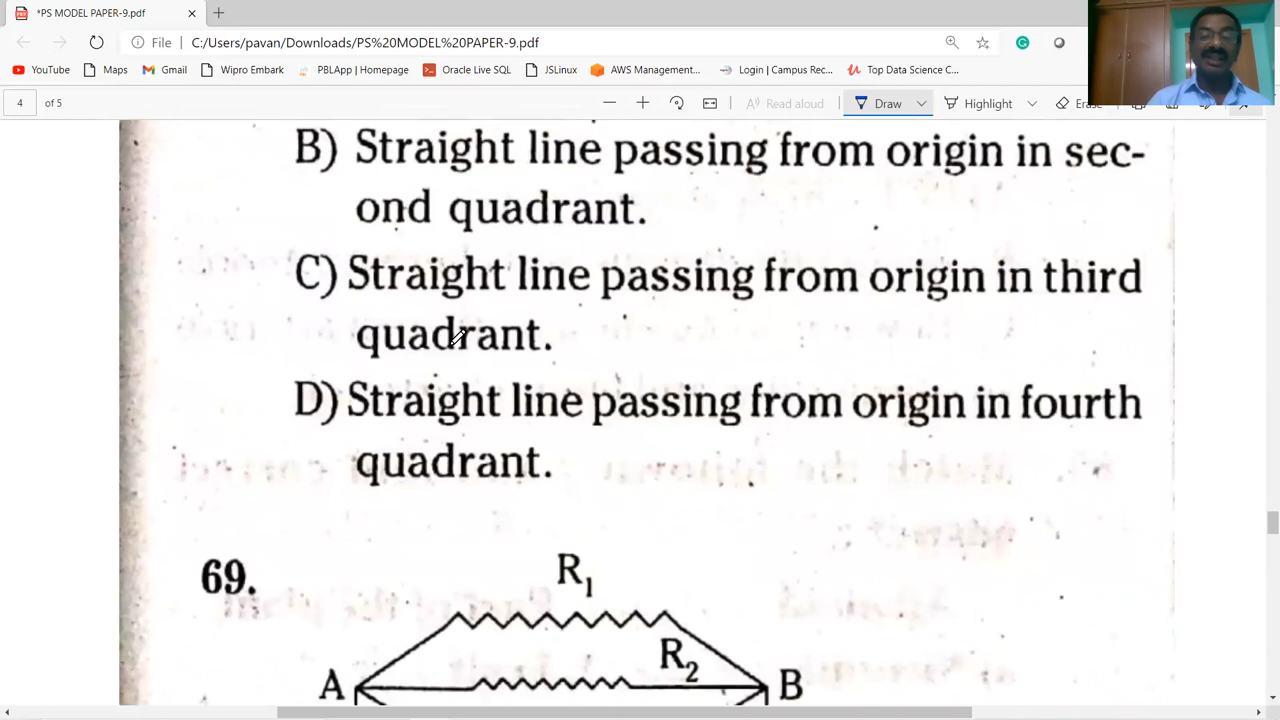 *PS MODEL PAPER-9.pdf
File C:/Users/pavan/Downloads/PS%20MODEL%20PAPER-9.pdf
YouTube Maps Gmail Wipro Embark PBLApp | Homepage Oracle Live SQL JSLinux AWS Management... Login | Campus Rec... Top Data Science C...
4 of 5 Read aloud Draw Highlight Erase
B) Straight line passing from origin in sec-
ond quadrant.
C) Straight line passing from origin in third
quadrant.
D) Straight line passing from origin in fourth
quadrant.
69.
R1
R2
A B